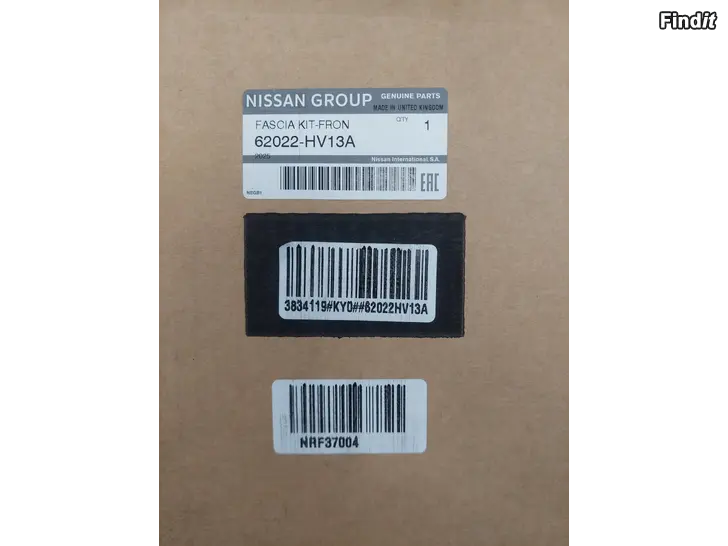 Findit
NISSAN GROUP
GENUINE PARTS
MADE IN UNITED KINGDOM
FASCIA KIT-FRON
QTY 1
62022-HV13A
2025
Nissan International S.A.
EAC
3834119#KY0##62022HV13A
NRF37004